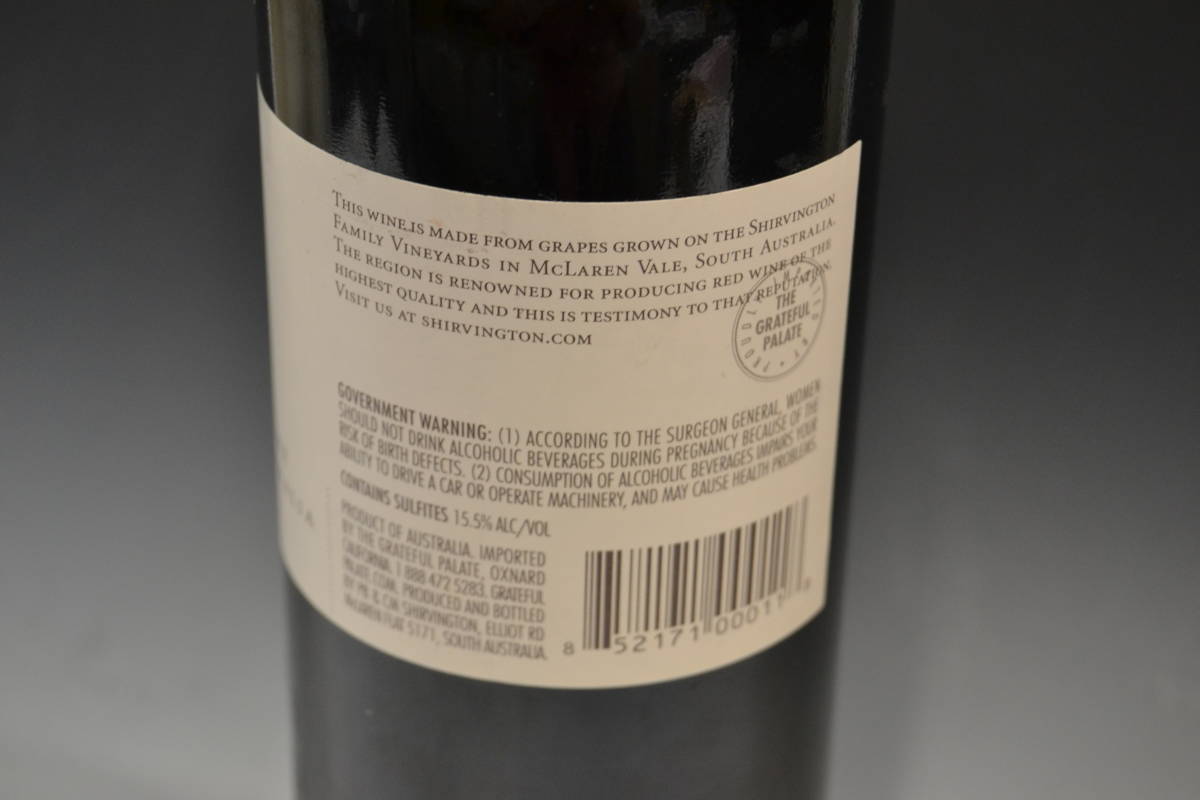 THIS WINE IS MADE FROM GRAPES GROWN ON THE SHIRVINGTON
FAMILY VINEYARDS IN MCLAREN VALE, SOUTH AUSTRALIA.
THE REGION IS RENOWNED FOR PRODUCING RED WINE OF THE
HIGHEST QUALITY AND THIS IS TESTIMONY TO THAT REPUTATION.
VISIT US AT SHIRVINGTON.COM
PROUDLY IMPORTED BY
THE
GRATEFUL
PALATE
GOVERNMENT WARNING: (1) ACCORDING TO THE SURGEON GENERAL, WOMEN
SHOULD NOT DRINK ALCOHOLIC BEVERAGES DURING PREGNANCY BECAUSE OF THE
RISK OF BIRTH DEFECTS. (2) CONSUMPTION OF ALCOHOLIC BEVERAGES IMPAIRS YOUR
ABILITY TO DRIVE A CAR OR OPERATE MACHINERY, AND MAY CAUSE HEALTH PROBLEMS.
CONTAINS SULFITES 15.5% ALC/VOL
PRODUCT OF AUSTRALIA. IMPORTED
BY THE GRATEFUL PALATE, OXNARD
CALIFORNIA. 1 888 472 5283. GRATEFUL
PALATE.COM. PRODUCED AND BOTTLED
BY PB & CM SHIRVINGTON, ELLIOT RD
MCLAREN FLAT 5171, SOUTH AUSTRALIA.
8 52171 00011